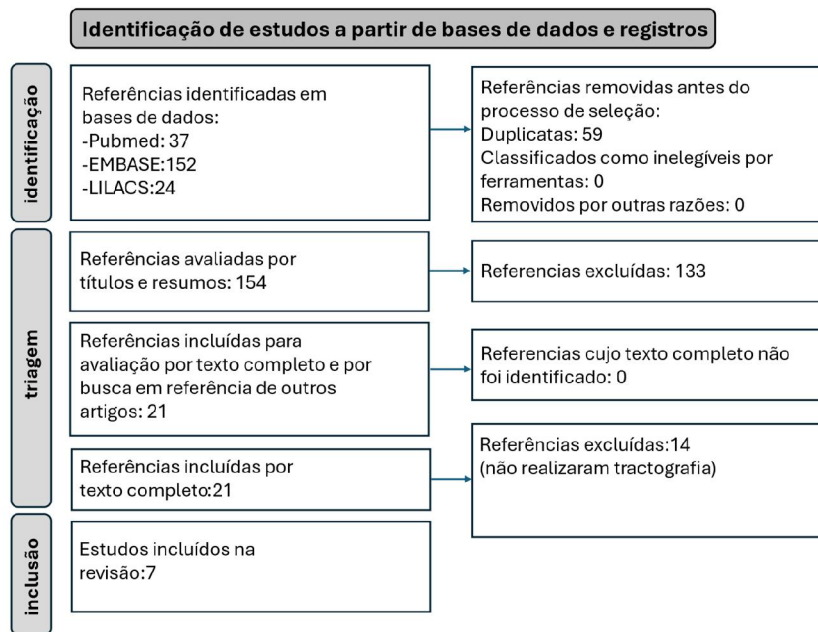 Identificação de estudos a partir de bases de dados e registros
identificação
Referências identificadas em
bases de dados:
-Pubmed: 37
-EMBASE:152
-LILACS:24
Referências removidas antes do
processo de seleção:
Duplicatas: 59
Classificados como inelegíveis por
ferramentas: 0
Removidos por outras razões: 0
triagem
Referências avaliadas por
títulos e resumos: 154
Referencias excluídas: 133
Referências incluídas para
avaliação por texto completo e por
busca em referência de outros
artigos: 21
Referencias cujo texto completo não
foi identificado: 0
Referências incluídas por
texto completo:21
Referências excluídas:14
(não realizaram tractografia)
inclusão
Estudos incluídos na
revisão:7